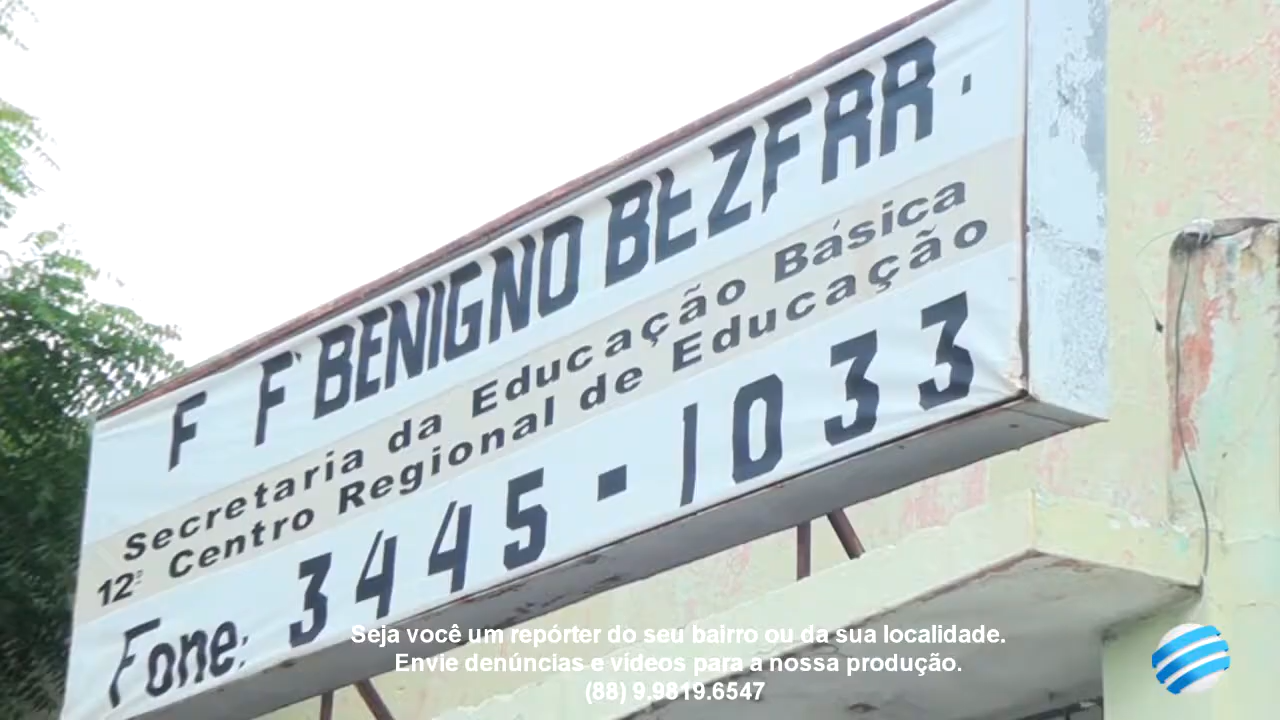 F F BENIGNO BEZFRR
Secretaria da Educação Básica
12ª Centro Regional de Educação
Fone: 3445-1033
Seja você um repórter do seu bairro ou da sua localidade.
Envie denúncias e vídeos para a nossa produção.
(88) 9.9819.6547